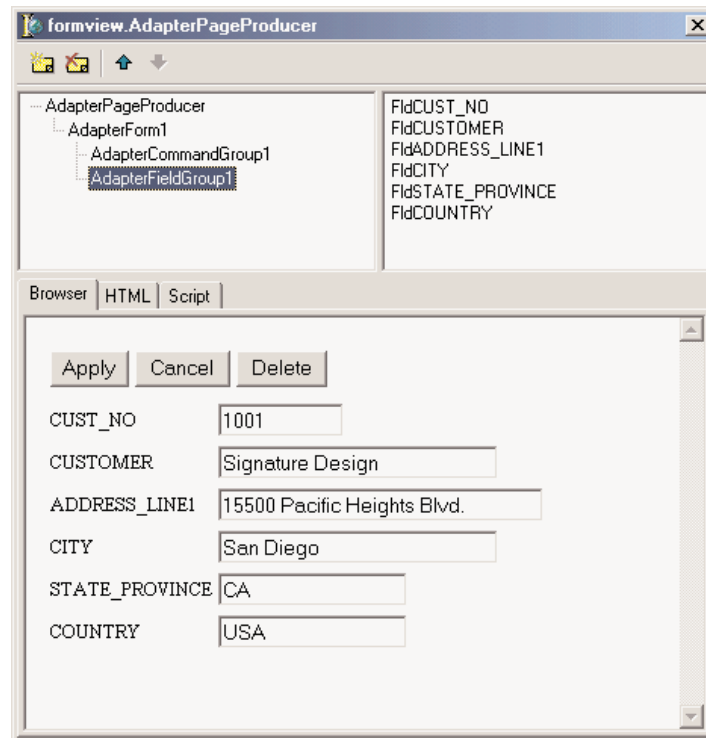 formview.AdapterPageProducer
AdapterPageProducer
AdapterForm1
AdapterCommandGroup1
AdapterFieldGroup1
FldCUST_NO
FldCUSTOMER
FldADDRESS_LINE1
FldCITY
FldSTATE_PROVINCE
FldCOUNTRY
Browser HTML Script
Apply Cancel Delete
CUST_NO 1001
CUSTOMER Signature Design
ADDRESS_LINE1 15500 Pacific Heights Blvd.
CITY San Diego
STATE_PROVINCE CA
COUNTRY USA